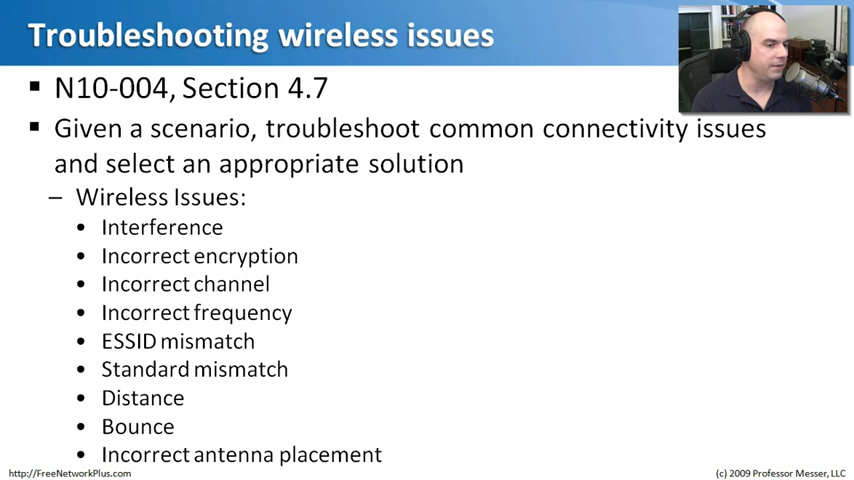 Troubleshooting wireless issues
N10-004, Section 4.7
Given a scenario, troubleshoot common connectivity issues
and select an appropriate solution
– Wireless Issues:
Interference
Incorrect encryption
Incorrect channel
Incorrect frequency
ESSID mismatch
Standard mismatch
Distance
Bounce
Incorrect antenna placement
http://FreeNetworkPlus.com
(c) 2009 Professor Messer, LLC